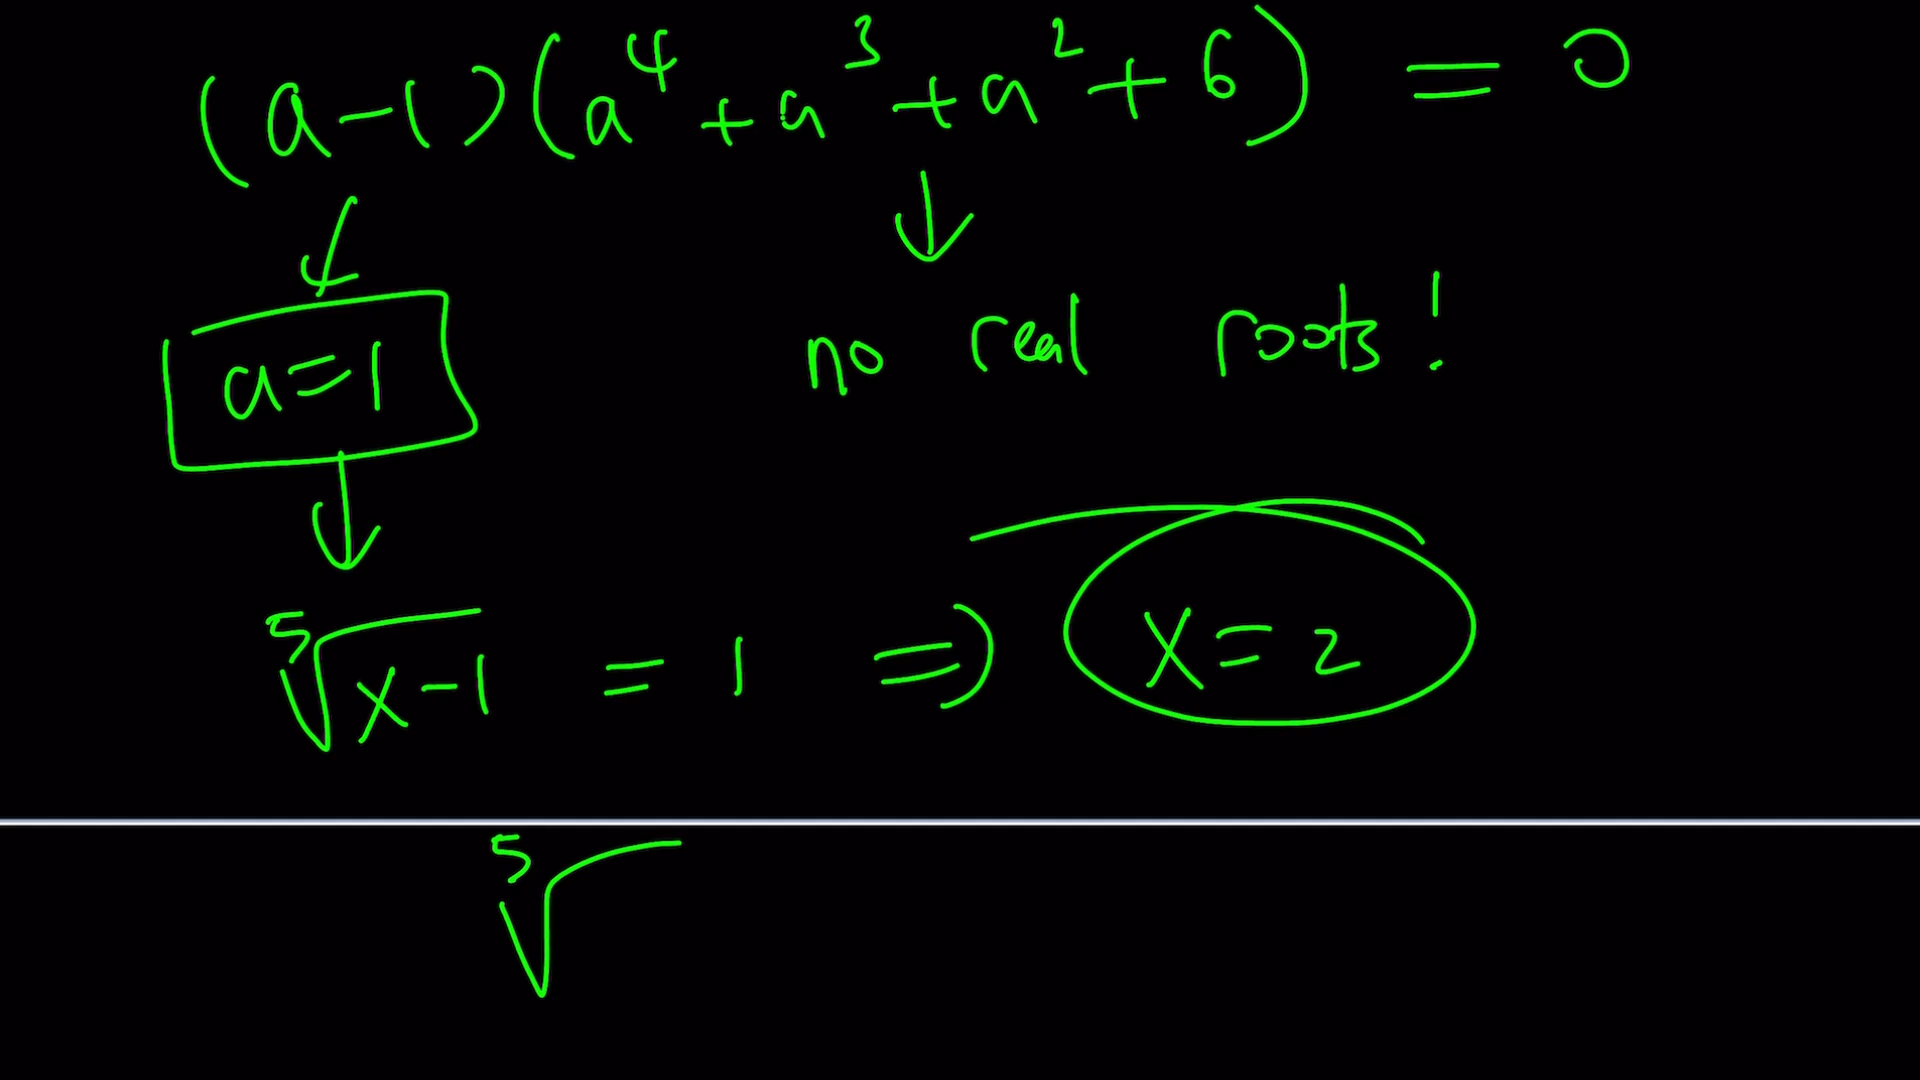 (a-1)(a⁴+a³+a²+6) = 0
a=1
no real roots!
⁵√x-1 = 1 ⇒ x=2
⁵√